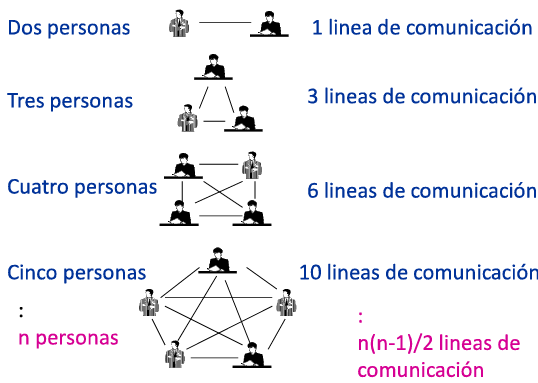 Dos personas
1 linea de comunicación
Tres personas
3 lineas de comunicación
Cuatro personas
6 lineas de comunicación
Cinco personas
10 lineas de comunicación
:
n personas
:
n(n-1)/2 lineas de
comunicación